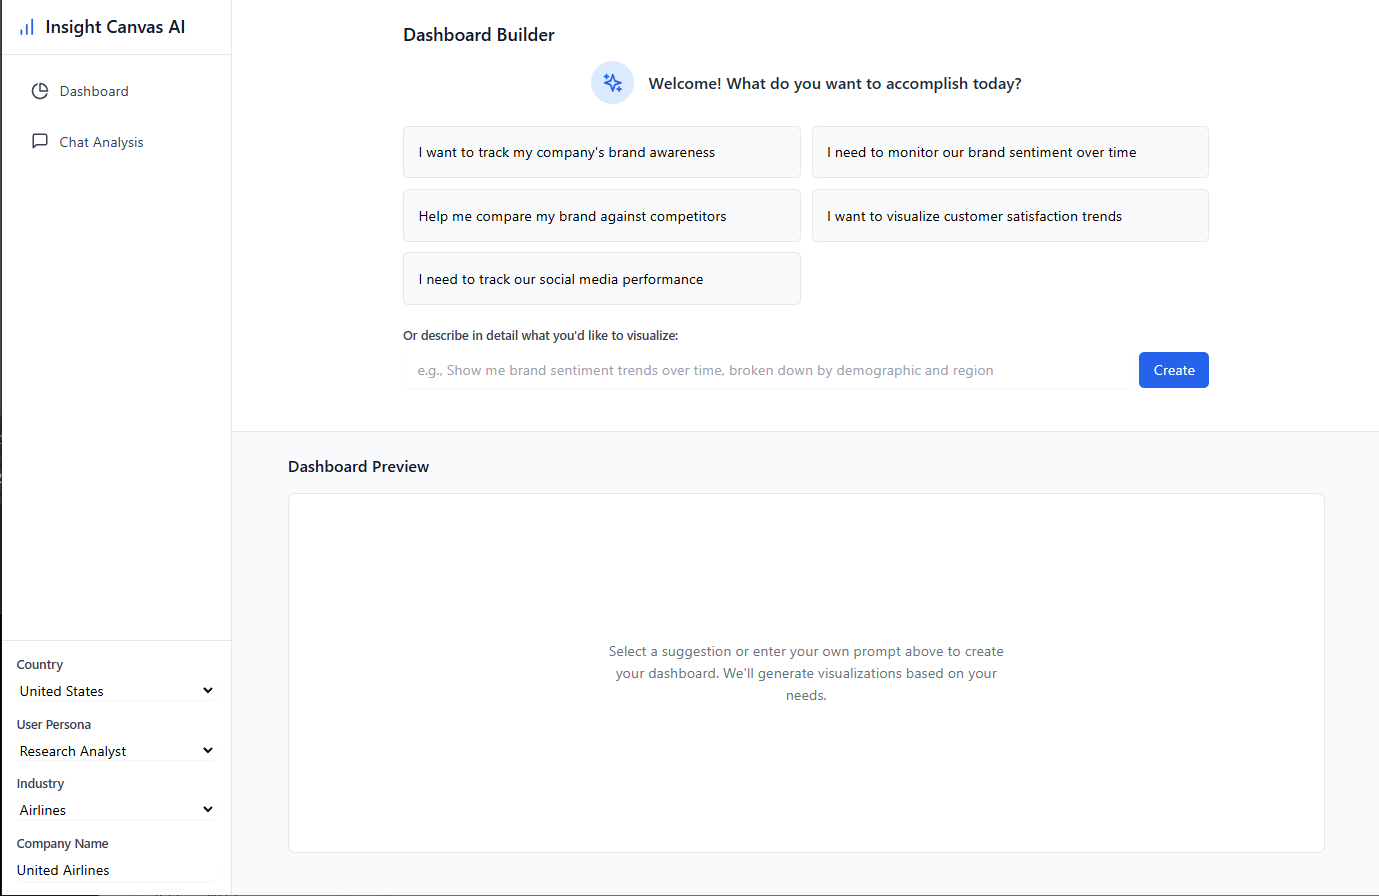 Insight Canvas AI
Dashboard
Chat Analysis
Country
United States
User Persona
Research Analyst
Industry
Airlines
Company Name
United Airlines
Dashboard Builder
Welcome! What do you want to accomplish today?
I want to track my company's brand awareness
I need to monitor our brand sentiment over time
Help me compare my brand against competitors
I want to visualize customer satisfaction trends
I need to track our social media performance
Or describe in detail what you'd like to visualize:
e.g., Show me brand sentiment trends over time, broken down by demographic and region
Create
Dashboard Preview
Select a suggestion or enter your own prompt above to create
your dashboard. We'll generate visualizations based on your
needs.